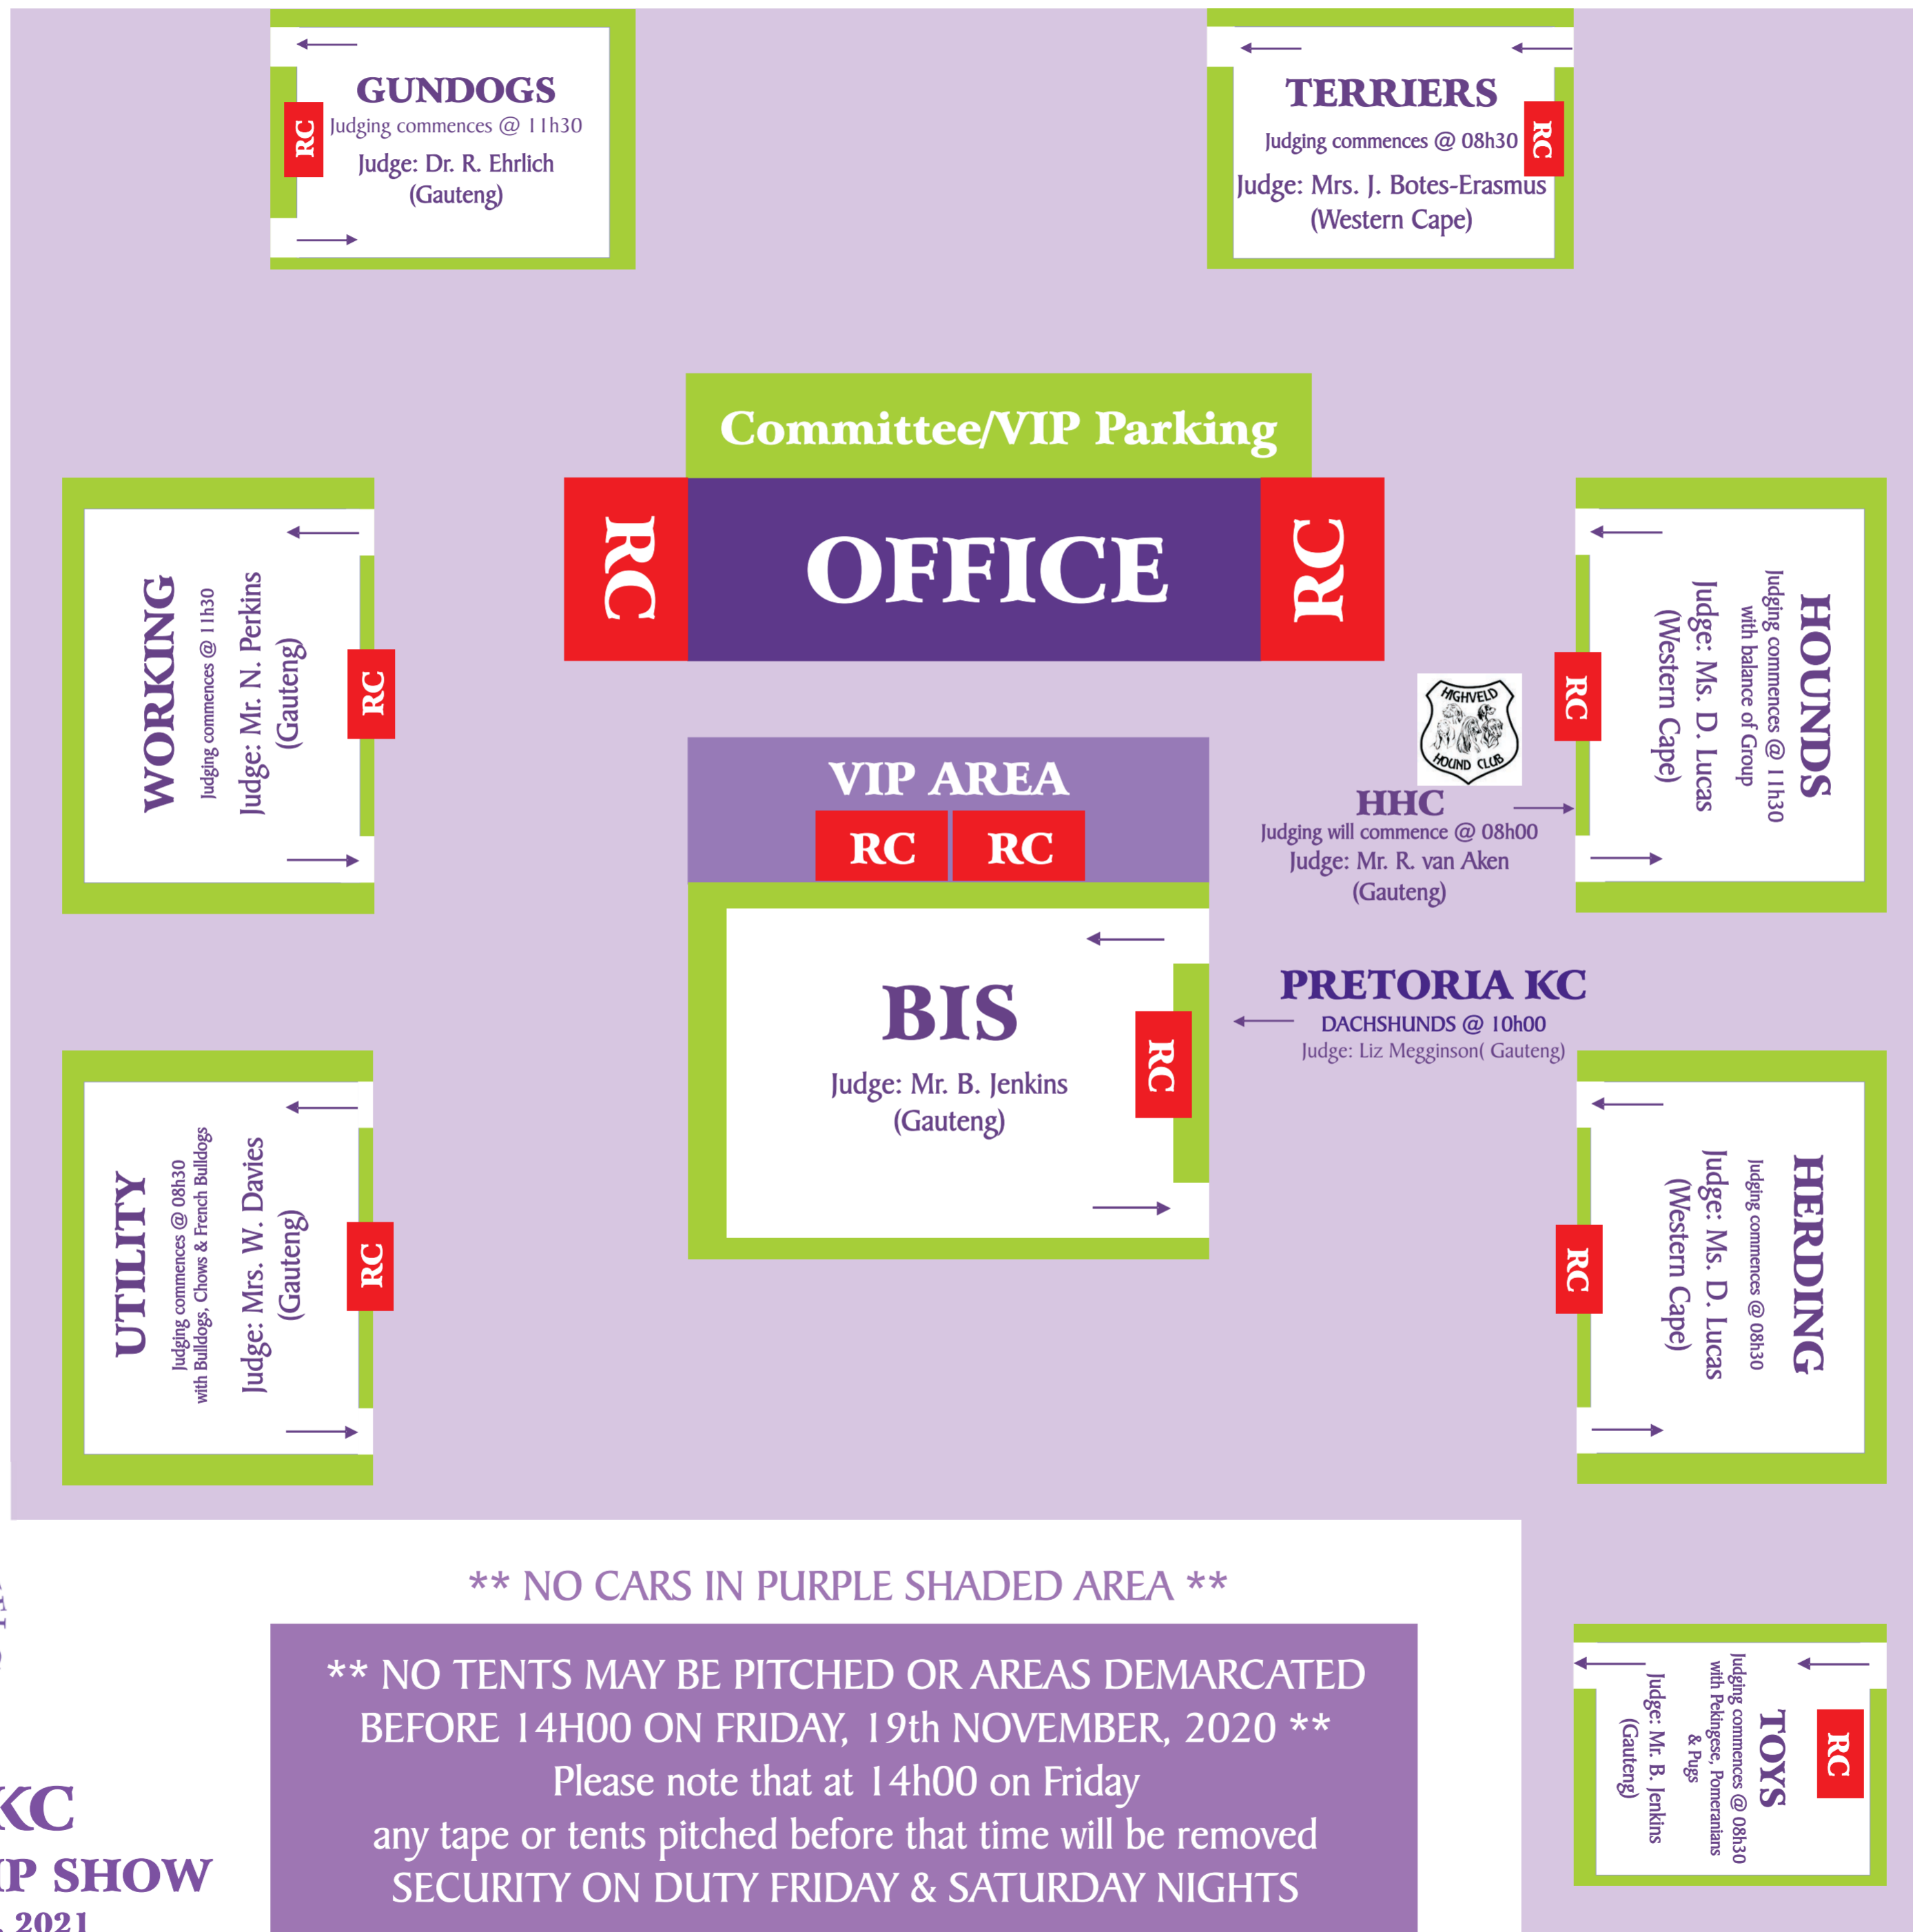 GUNDOGS
Judging commences @ 11h30
Judge: Dr. R. Ehrlich
(Gauteng)
RC
TERRIERS
Judging commences @ 08h30
Judge: Mrs. J. Botes-Erasmus
(Western Cape)
RC
Committee/VIP Parking
RC
OFFICE
RC
WORKING
Judging commences @ 11h30
Judge: Mr. N. Perkins
(Gauteng)
RC
HOUNDS
Judging commences @ 11h30
with balance of Group
Judge: Ms. D. Lucas
(Western Cape)
RC
HIGHVELD
HOUND CLUB
HHC
Judging will commence @ 08h00
Judge: Mr. R. van Aken
(Gauteng)
VIP AREA
RC RC
BIS
Judge: Mr. B. Jenkins
(Gauteng)
RC
PRETORIA KC
DACHSHUNDS @ 10h00
Judge: Liz Megginson( Gauteng)
UTILITY
Judging commences @ 08h30
with Bulldogs, Chows & French Bulldogs
Judge: Mrs. W. Davies
(Gauteng)
RC
HERDING
Judging commences @ 08h30
Judge: Ms. D. Lucas
(Western Cape)
RC
** NO CARS IN PURPLE SHADED AREA **
** NO TENTS MAY BE PITCHED OR AREAS DEMARCATED
BEFORE 14H00 ON FRIDAY, 19th NOVEMBER, 2020 **
Please note that at 14h00 on Friday
any tape or tents pitched before that time will be removed
SECURITY ON DUTY FRIDAY & SATURDAY NIGHTS
TOYS
Judging commences @ 08h30
with Pekingese, Pomeranians
& Pugs
Judge: Mr. B. Jenkins
(Gauteng)
RC
KC
IP SHOW
, 2021